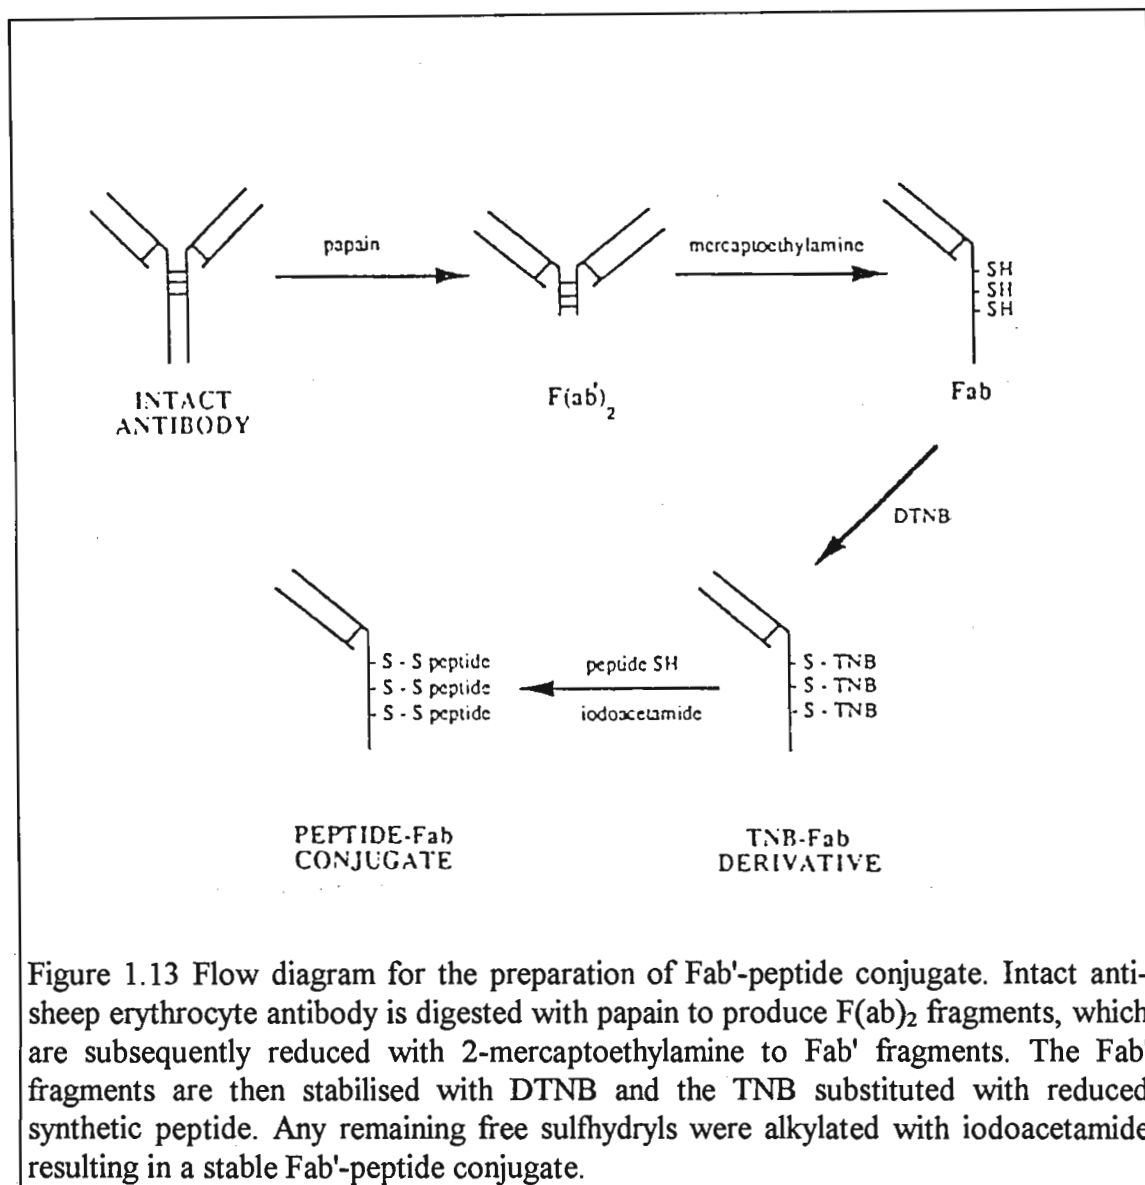 papain
mercaptoethylamine
SH
SH
SH
INTACT
ANTIBODY
F(ab')₂
Fab
DTNB
S - S peptide
S - S peptide
S - S peptide
peptide SH
iodoacetamide
S - TNB
S - TNB
S - TNB
PEPTIDE-Fab
CONJUGATE
TNB-Fab
DERIVATIVE
Figure 1.13 Flow diagram for the preparation of Fab'-peptide conjugate. Intact anti-
sheep erythrocyte antibody is digested with papain to produce F(ab)₂ fragments, which
are subsequently reduced with 2-mercaptoethylamine to Fab' fragments. The Fab'
fragments are then stabilised with DTNB and the TNB substituted with reduced
synthetic peptide. Any remaining free sulfhydryls were alkylated with iodoacetamide
resulting in a stable Fab'-peptide conjugate.